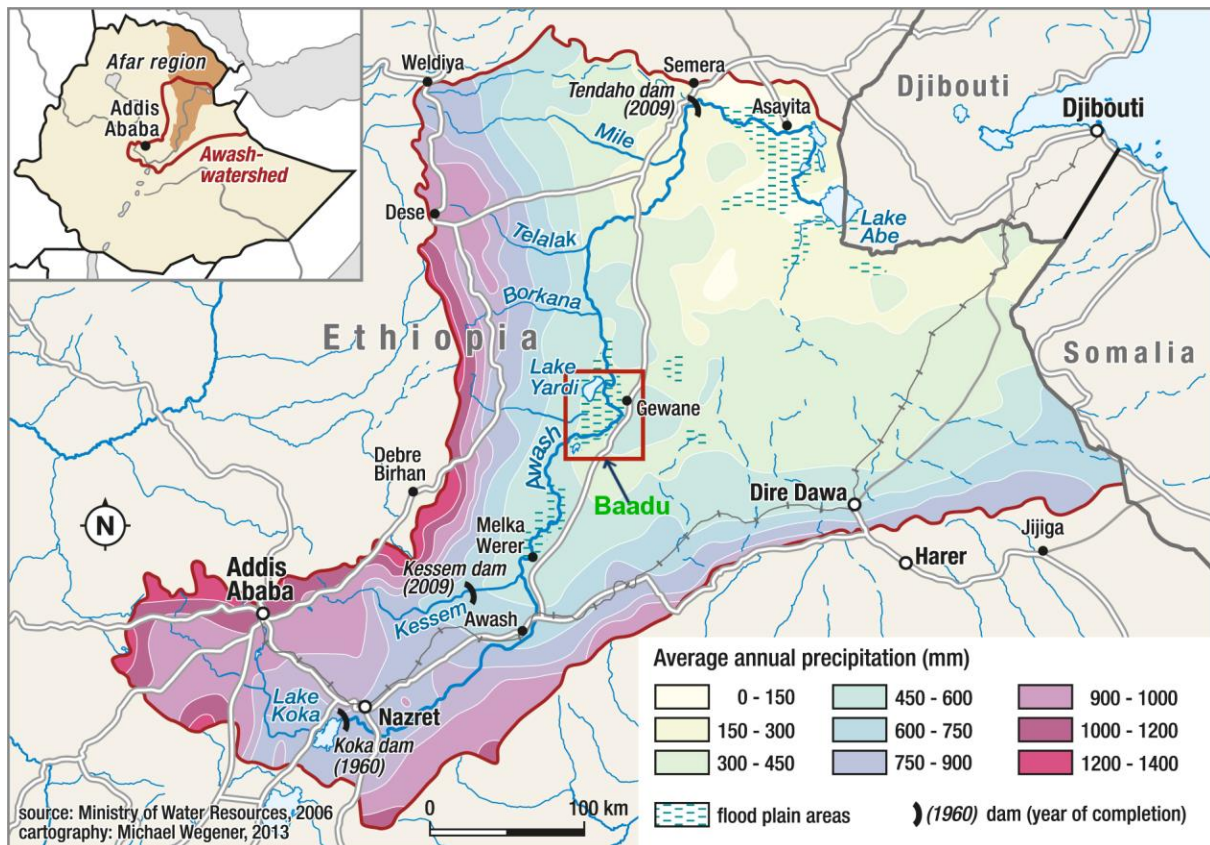 Afar region
Addis
Ababa
Awash-
watershed
Weldiya
Semera
Tendaho dam
(2009)
Asayita
Djibouti
Djibouti
Mile
Dese
Lake
Abe
Telalak
Borkana
Ethiopia
Somalia
Lake
Yardi
Gewane
Awash
Debre
Birhan
Baadu
N
Dire Dawa
Melka
Werer
Jijiga
Harer
Addis
Ababa
Kessem dam
(2009)
Kessem
Awash
Lake
Koka
Nazret
Koka dam
(1960)
Average annual precipitation (mm)
0 - 150
450 - 600
900 - 1000
150 - 300
600 - 750
1000 - 1200
300 - 450
750 - 900
1200 - 1400
flood plain areas
(1960) dam (year of completion)
0 100 km
source: Ministry of Water Resources, 2006
cartography: Michael Wegener, 2013